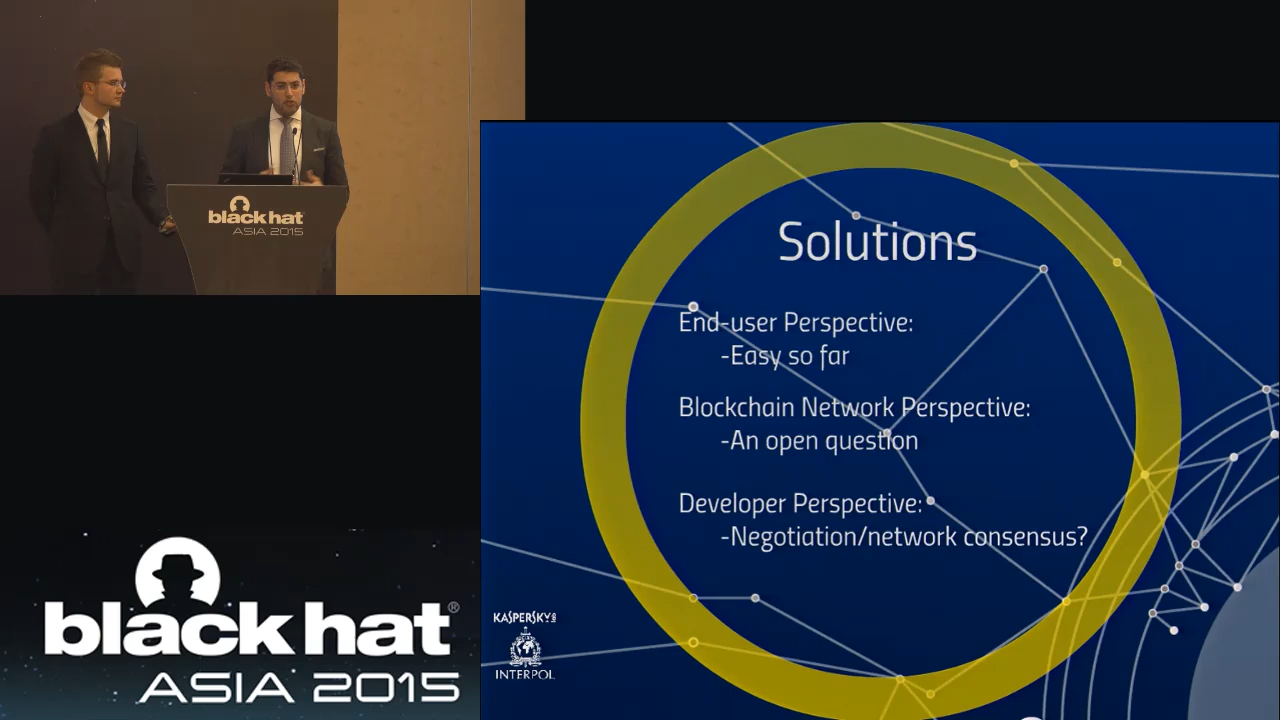 black hat
ASIA 2015
Solutions
End-user Perspective:
-Easy so far
Blockchain Network Perspective:
-An open question
Developer Perspective:
-Negotiation/network consensus?
KASPERSKY
INTERPOL
black hat®
ASIA 2015